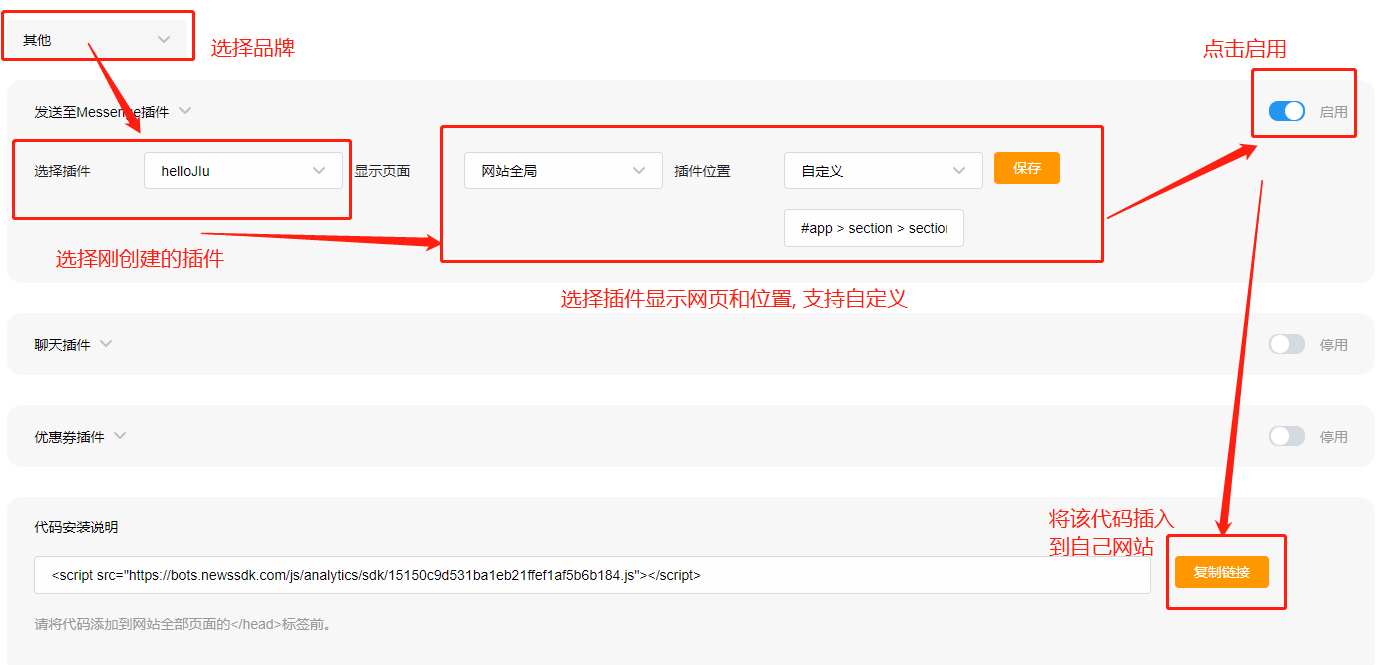 其他
选择品牌
点击启用
发送至Messenge插件
启用
选择插件
helloJIu
显示页面
网站全局
插件位置
自定义
保存
#app > section > section
选择刚创建的插件
选择插件显示网页和位置, 支持自定义
聊天插件
停用
优惠券插件
停用
代码安装说明
将该代码插入
到自己网站
<script src="https://bots.newssdk.com/js/analytics/sdk/15150c9d531ba1eb21ffef1af5b6b184.js"></script>
复制链接
请将代码添加到网站全部页面的</head>标签前。